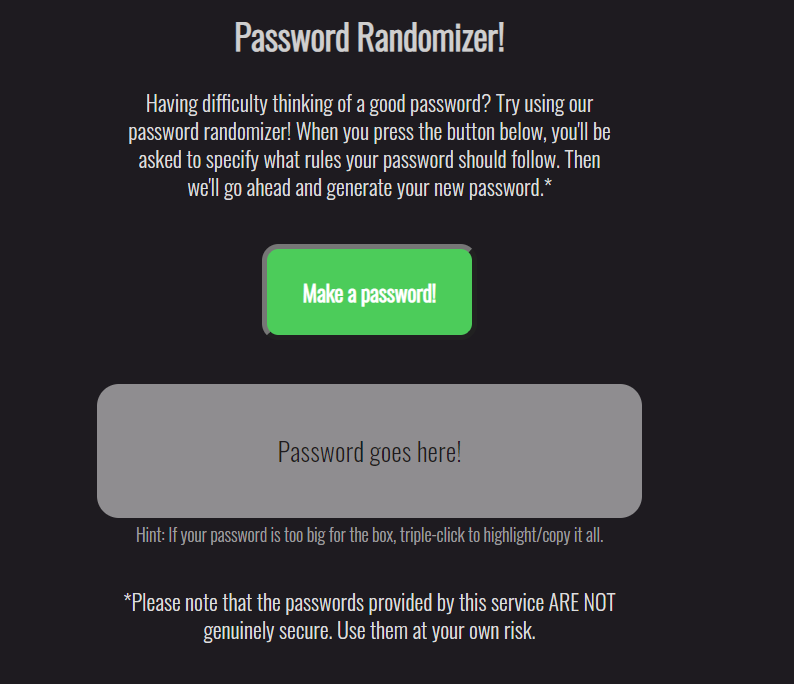 Password Randomizer!
Having difficulty thinking of a good password? Try using our
password randomizer! When you press the button below, you'll be
asked to specify what rules your password should follow. Then
we'll go ahead and generate your new password.*
Make a password!
Password goes here!
Hint: If your password is too big for the box, triple-click to highlight/copy it all.
*Please note that the passwords provided by this service ARE NOT
genuinely secure. Use them at your own risk.